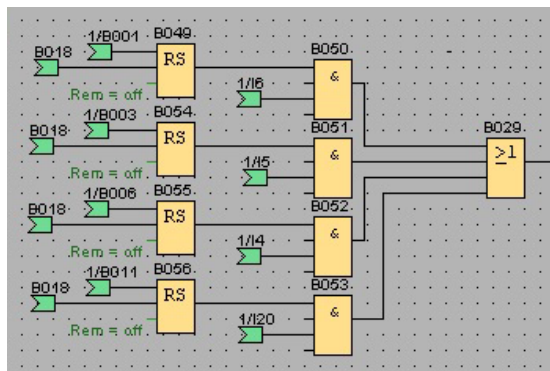 B049
1/B001
B018
RS
B050
&
Rem = off
1/I6
B054
1/B003
B018
RS
B051
&
B029
≥1
Rem = off
1/I5
B055
1/B006
B018
RS
B052
&
Rem = off
1/I4
B056
1/B011
B018
RS
B053
&
Rem = off
1/I20